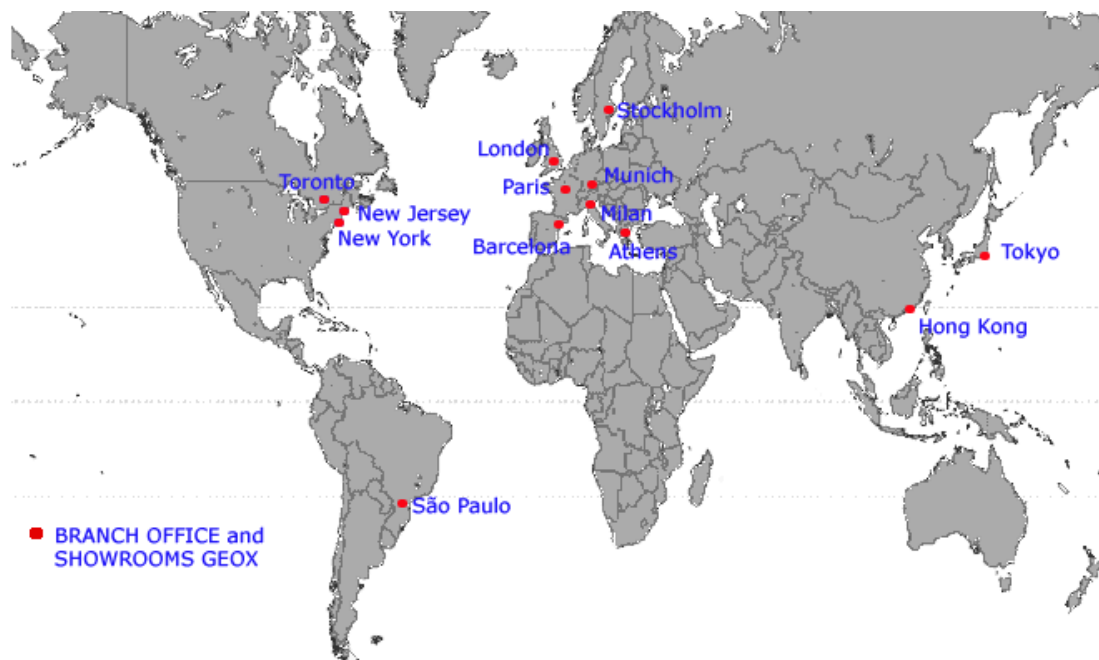 Stockholm
London
Toronto
Paris
Munich
New Jersey
Milan
New York
Barcelona
Athens
Tokyo
Hong Kong
São Paulo
BRANCH OFFICE and
SHOWROOMS GEOX